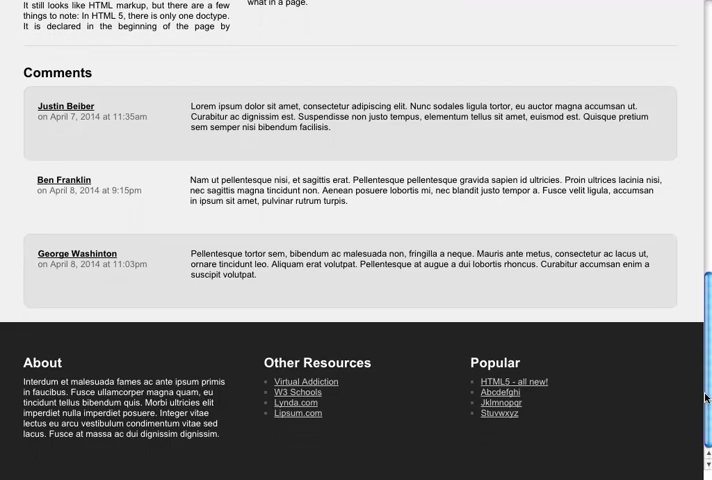 It still looks like HTML markup, but there are a few
things to note: In HTML 5, there is only one doctype.
It is declared in the beginning of the page by
what in a page.
Comments
Justin Beiber
on April 7, 2014 at 11:35am
Lorem ipsum dolor sit amet, consectetur adipiscing elit. Nunc sodales ligula tortor, eu auctor magna accumsan ut.
Curabitur ac dignissim est. Suspendisse non justo tempus, elementum tellus sit amet, euismod est. Quisque pretium
sem semper nisi bibendum facilisis.
Ben Franklin
on April 8, 2014 at 9:15pm
Nam ut pellentesque nisi, et sagittis erat. Pellentesque pellentesque gravida sapien id ultricies. Proin ultrices lacinia nisi,
nec sagittis magna tincidunt non. Aenean posuere lobortis mi, nec blandit justo tempor a. Fusce velit ligula, accumsan
in ipsum sit amet, pulvinar rutrum turpis.
George Washinton
on April 8, 2014 at 11:03pm
Pellentesque tortor sem, bibendum ac malesuada non, fringilla a neque. Mauris ante metus, consectetur ac lacus ut,
ornare tincidunt leo. Aliquam erat volutpat. Pellentesque at augue a dui lobortis rhoncus. Curabitur accumsan enim a
suscipit volutpat.
About
Interdum et malesuada fames ac ante ipsum primis
in faucibus. Fusce ullamcorper magna quam, eu
tincidunt tellus bibendum quis. Morbi ultricies elit
imperdiet nulla imperdiet posuere. Integer vitae
lectus eu arcu vestibulum condimentum vitae sed
lacus. Fusce at massa ac dui dignissim dignissim.
Other Resources
Virtual Addiction
W3 Schools
Lynda.com
Lipsum.com
Popular
HTML5 - all new!
Abcdefghi
Jklmnopqr
Stuvwxyz